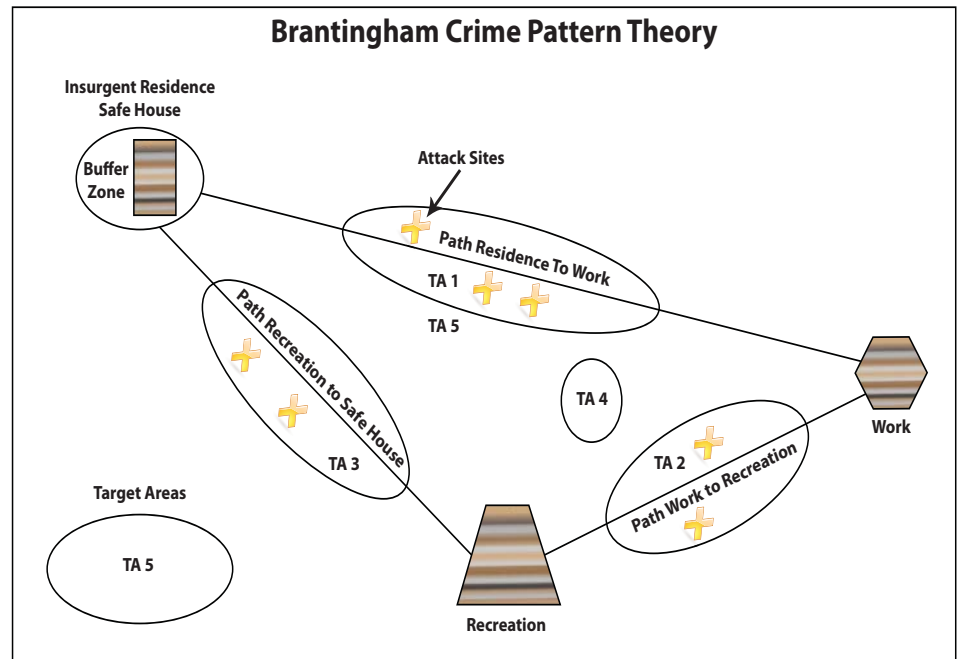 Brantingham Crime Pattern Theory
Insurgent Residence
Safe House
Buffer
Zone
Attack Sites
Path Residence To Work
TA 1
TA 5
Path Recreation to Safe House
TA 3
TA 4
Work
TA 2
Path Work to Recreation
Target Areas
TA 5
Recreation